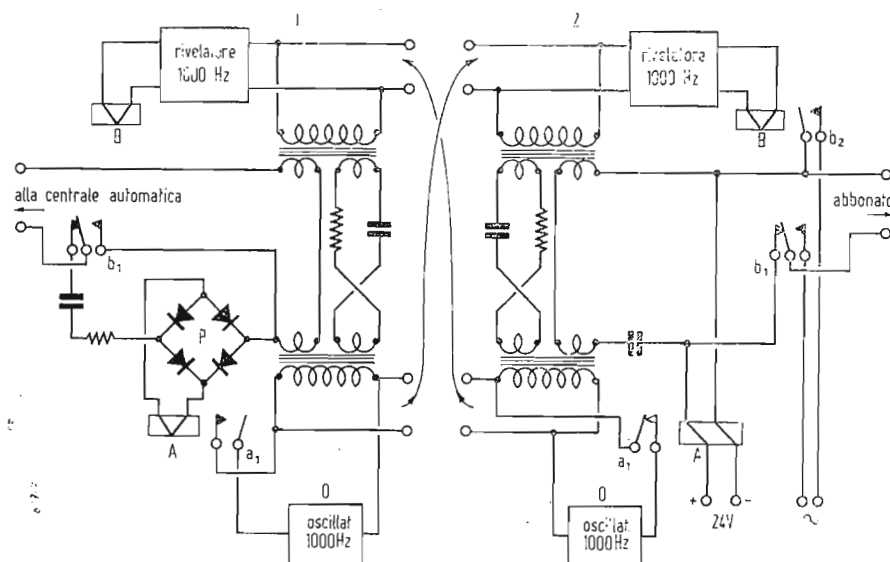 1
2
rivelatore
1000 Hz
rivelatore
1000 Hz
B
B
b₂
alla centrale automatica
abbonato
b₁
b₁
P
A
a₁
A
a₁
O
O
+
24V
-
~
oscillat
1000Hz
oscillat
1000Hz